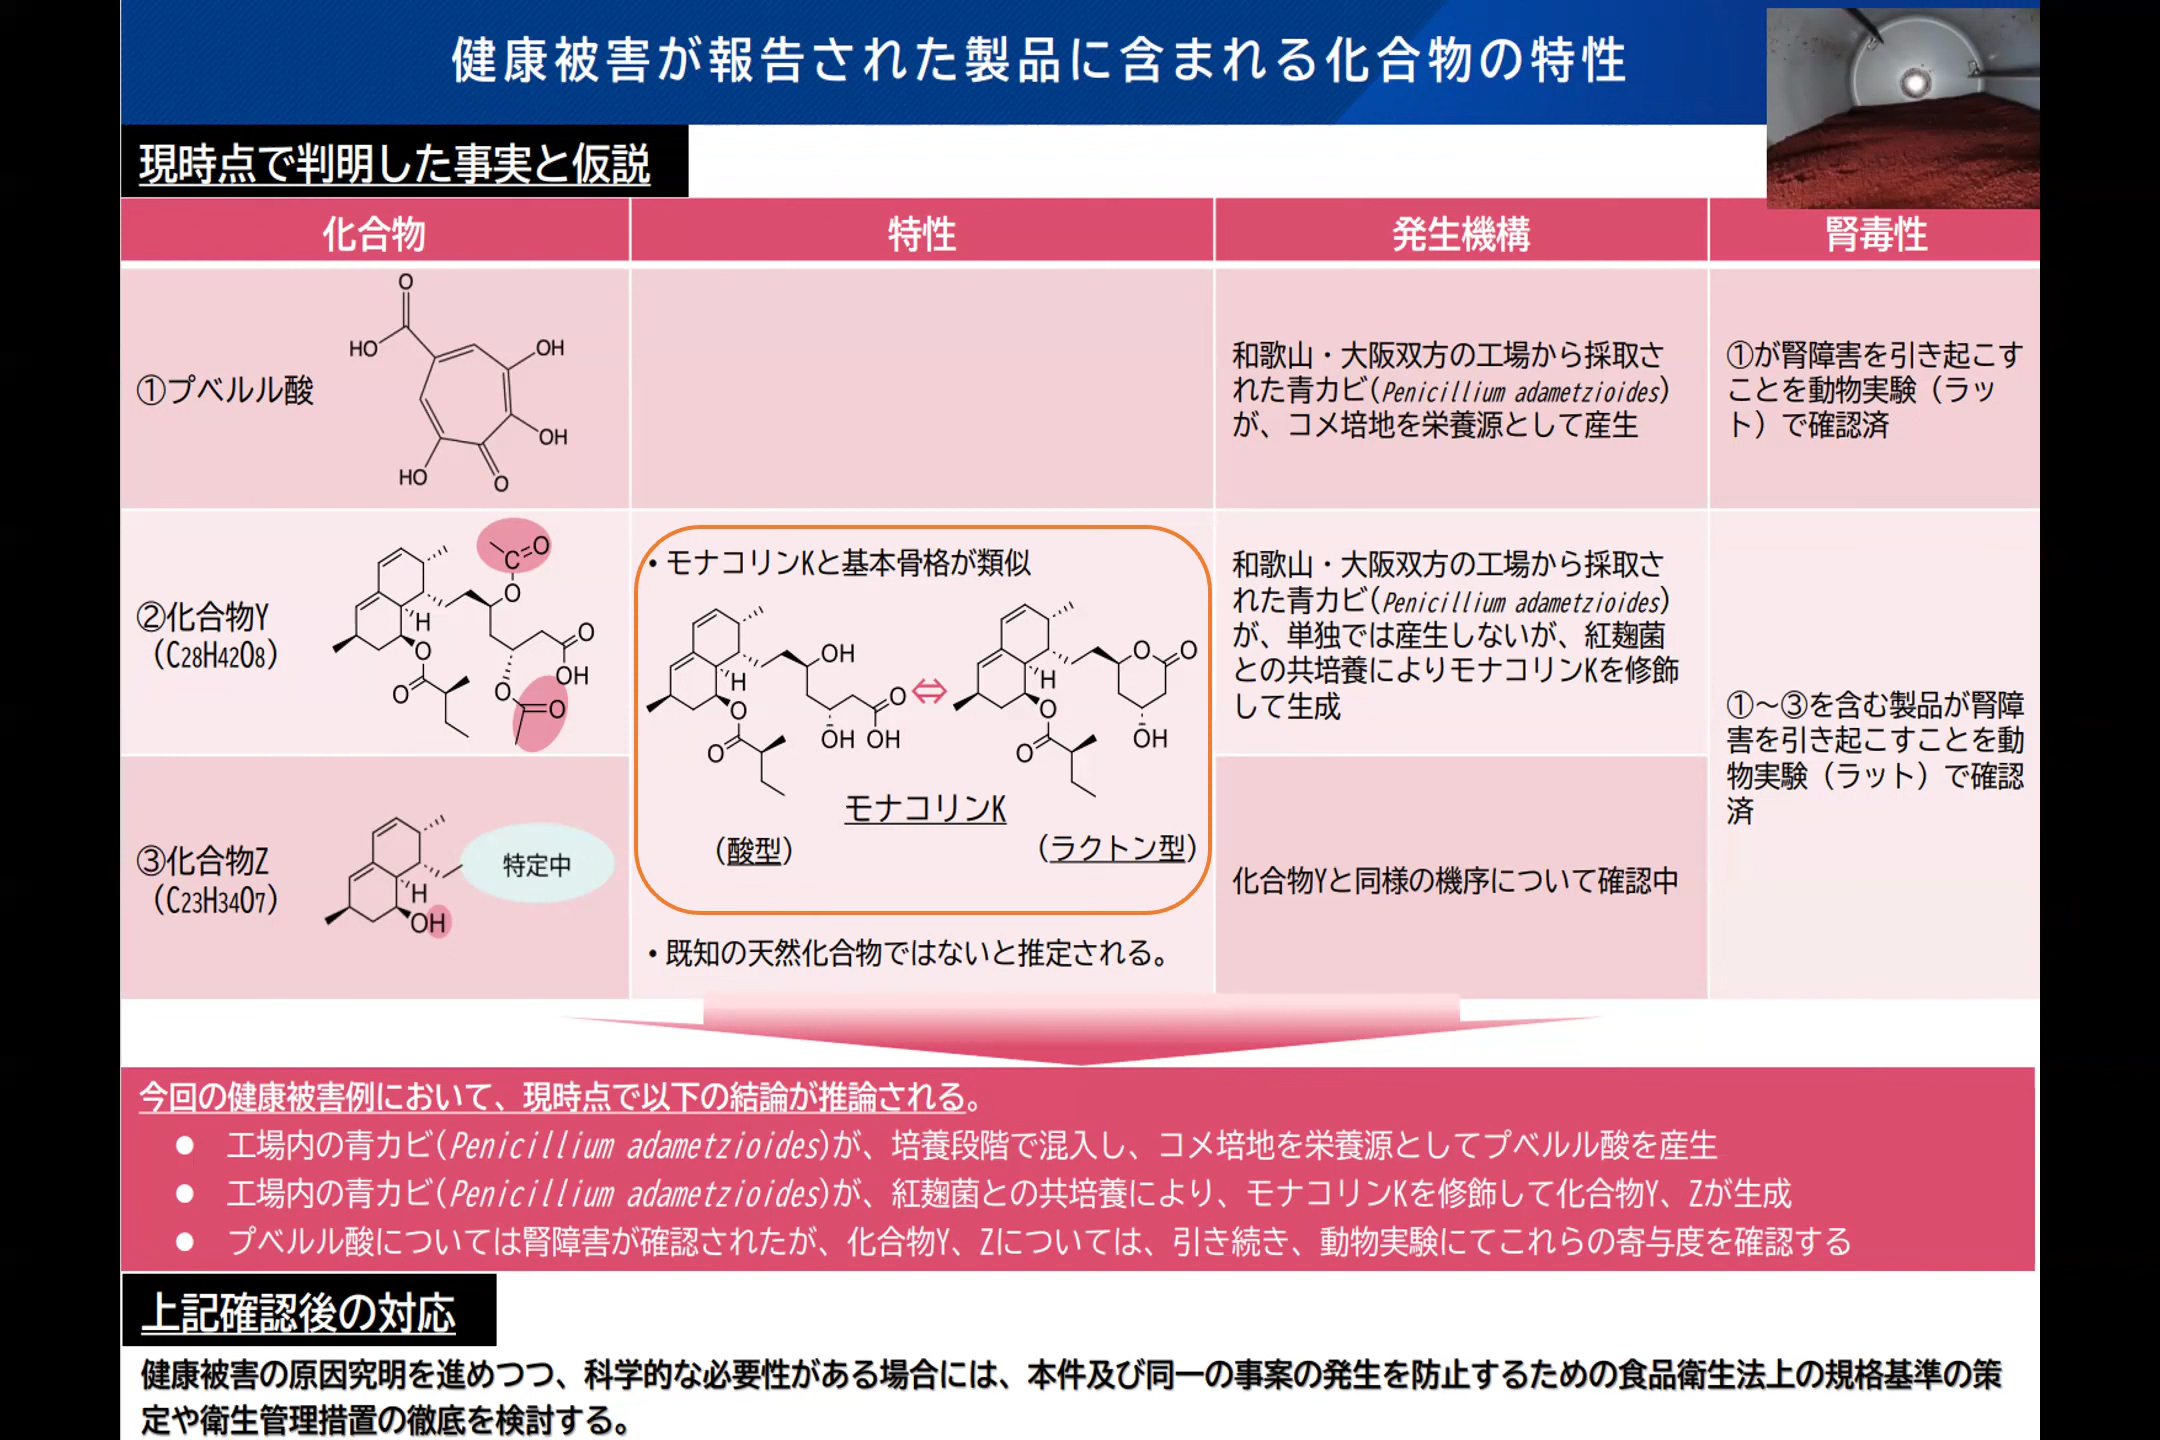 健康被害が報告された製品に含まれる化合物の特性
現時点で判明した事実と仮説
化合物
特性
発生機構
腎毒性
①プベルル酸
O
HO
OH
OH
HO
O
和歌山・大阪双方の工場から採取さ
れた青カビ(Penicillium adametzioides)
が、コメ培地を栄養源として産生
①が腎障害を引き起こす
ことを動物実験（ラッ
ト）で確認済
②化合物Y
（C28H42O8）
C=O
O
H
O
O
OH
O
O
O
・モナコリンKと基本骨格が類似
OH
H
O
O
O
OH OH
O
O
H
O
O
OH
モナコリンK
（酸型）
（ラクトン型）
・既知の天然化合物ではないと推定される。
和歌山・大阪双方の工場から採取さ
れた青カビ(Penicillium adametzioides)
が、単独では産生しないが、紅麹菌
との共培養によりモナコリンKを修飾
して生成
①～③を含む製品が腎障
害を引き起こすことを動
物実験（ラット）で確認
済
③化合物Z
（C23H34O7）
特定中
H
OH
化合物Yと同様の機序について確認中
今回の健康被害例において、現時点で以下の結論が推論される。
● 工場内の青カビ(Penicillium adametzioides)が、培養段階で混入し、コメ培地を栄養源としてプベルル酸を産生
● 工場内の青カビ(Penicillium adametzioides)が、紅麹菌との共培養により、モナコリンKを修飾して化合物Y、Zが生成
● プベルル酸については腎障害が確認されたが、化合物Y、Zについては、引き続き、動物実験にてこれらの寄与度を確認する
上記確認後の対応
健康被害の原因究明を進めつつ、科学的な必要性がある場合には、本件及び同一の事案の発生を防止するための食品衛生法上の規格基準の策
定や衛生管理措置の徹底を検討する。